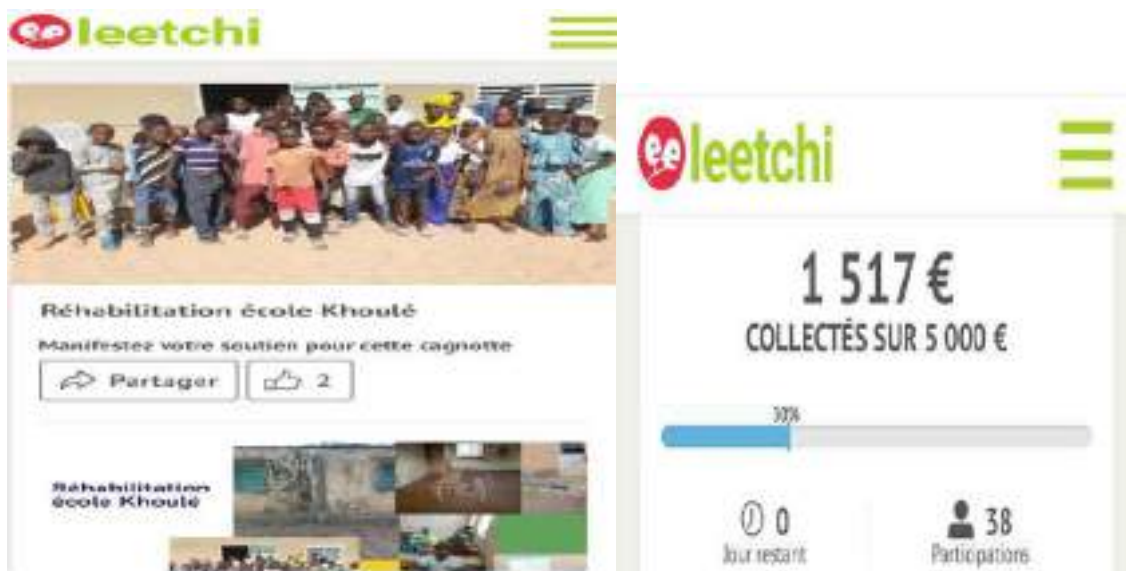 leetchi
Réhabilitation école Khoulé
Manifestez votre soutien pour cette cagnotte
Partager
2
Réhabilitation
école Khoulé
leetchi
1 517 €
COLLECTÉS SUR 5 000 €
30%
0
Jour restant
38
Participations